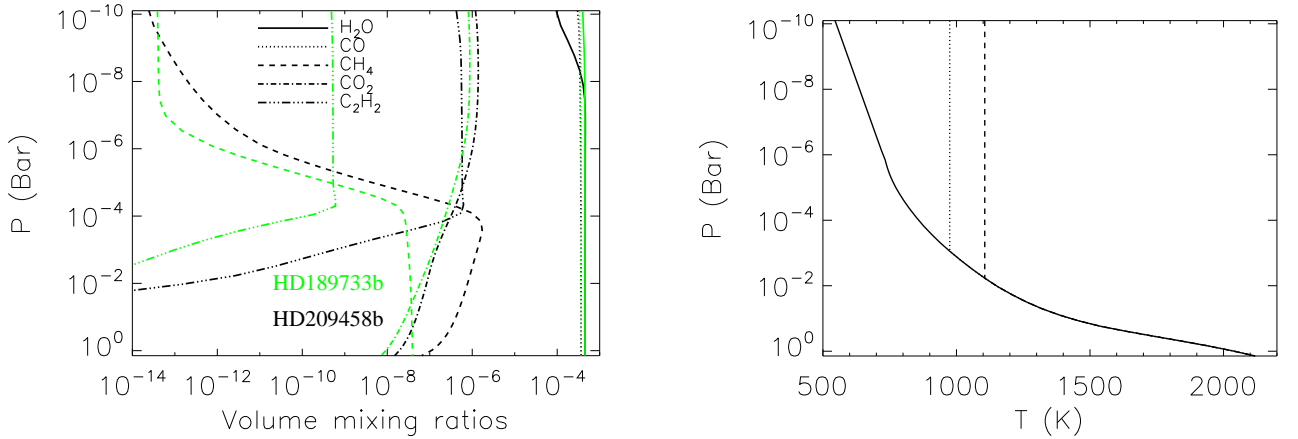 10⁻¹⁰
10⁻⁸
10⁻⁶
10⁻⁴
10⁻²
10⁰
P (Bar)
H₂O
CO
CH₄
CO₂
C₂H₂
HD189733b
HD209458b
10⁻¹⁴ 10⁻¹² 10⁻¹⁰ 10⁻⁸ 10⁻⁶ 10⁻⁴
Volume mixing ratios
10⁻¹⁰
10⁻⁸
10⁻⁶
10⁻⁴
10⁻²
10⁰
P (Bar)
500 1000 1500 2000
T (K)